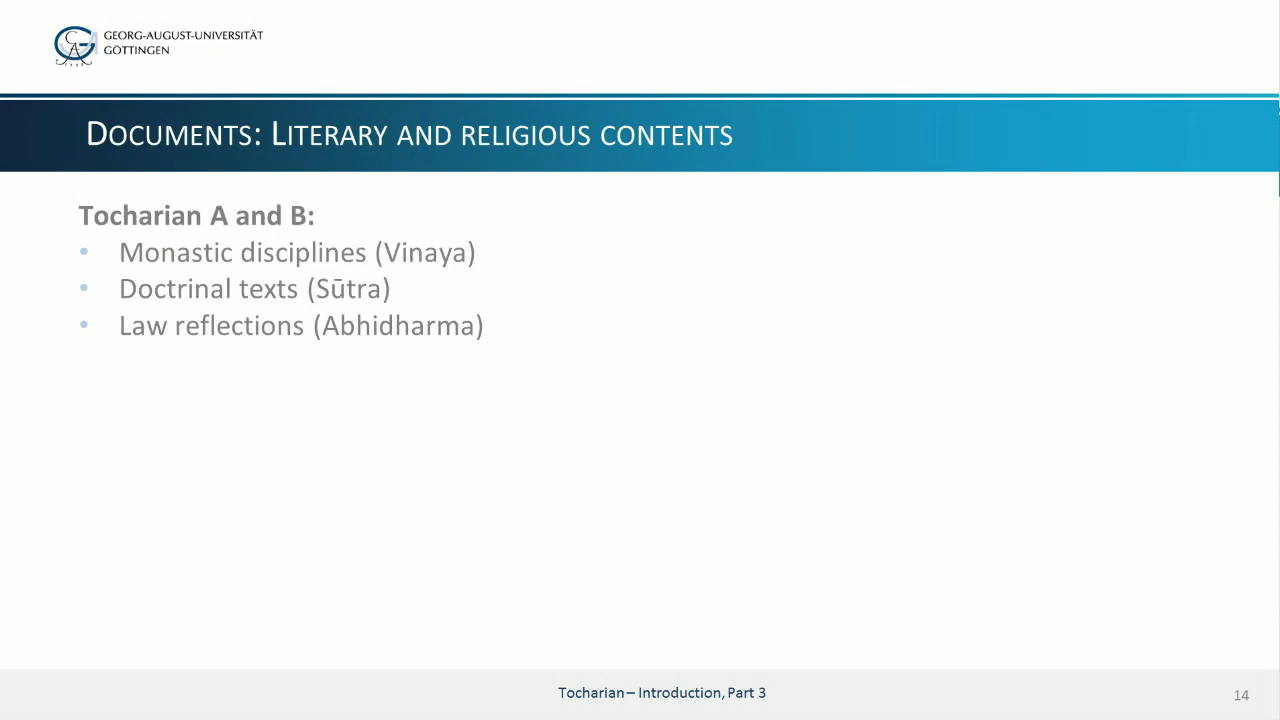 GEORG-AUGUST-UNIVERSITÄT
GÖTTINGEN
DOCUMENTS: LITERARY AND RELIGIOUS CONTENTS
Tocharian A and B:
• Monastic disciplines (Vinaya)
• Doctrinal texts (Sūtra)
• Law reflections (Abhidharma)
Tocharian – Introduction, Part 3
14